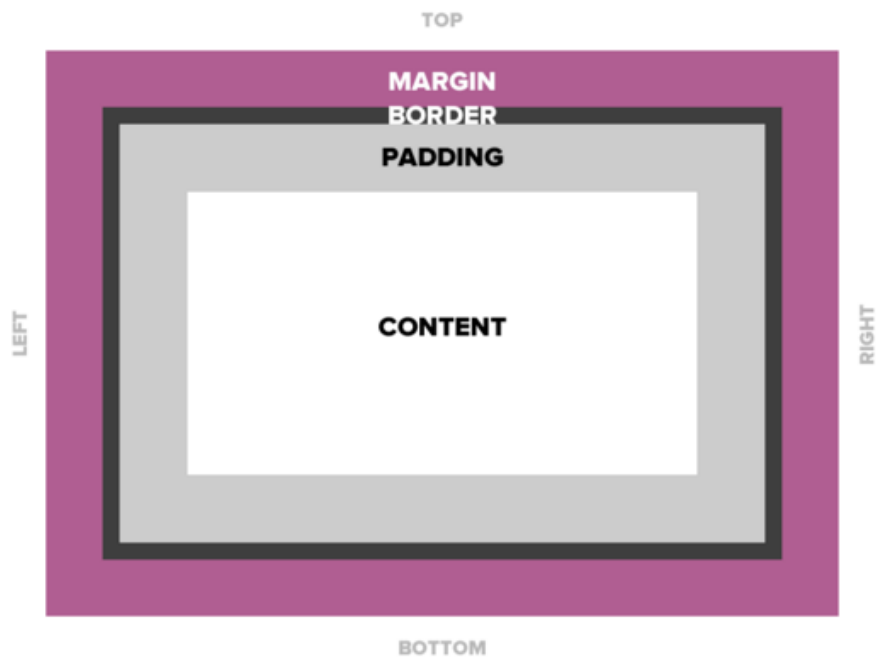 TOP
MARGIN
BORDER
PADDING
LEFT
CONTENT
RIGHT
BOTTOM